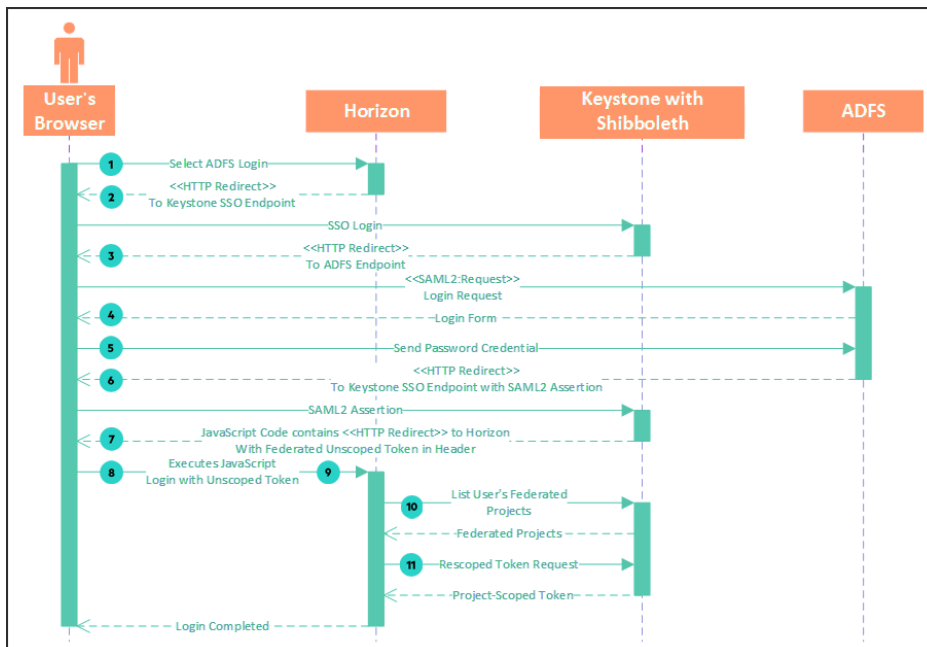 User's
Browser
Horizon
Keystone with
Shibboleth
ADFS
1 Select ADFS Login
<<HTTP Redirect>>
2 To Keystone SSO Endpoint
SSO Login
<<HTTP Redirect>>
3 To ADFS Endpoint
<<SAML2:Request>>
Login Request
4 Login Form
5 Send Password Credential
<<HTTP Redirect>>
6 To Keystone SSO Endpoint with SAML2 Assertion
SAML2 Assertion
JavaScript Code contains <<HTTP Redirect>> to Horizon
7 With Federated Unscoped Token in Header
Executes JavaScript
8 Login with Unscoped Token 9
List User's Federated
10 Projects
Federated Projects
11 Rescoped Token Request
Project-Scoped Token
Login Completed